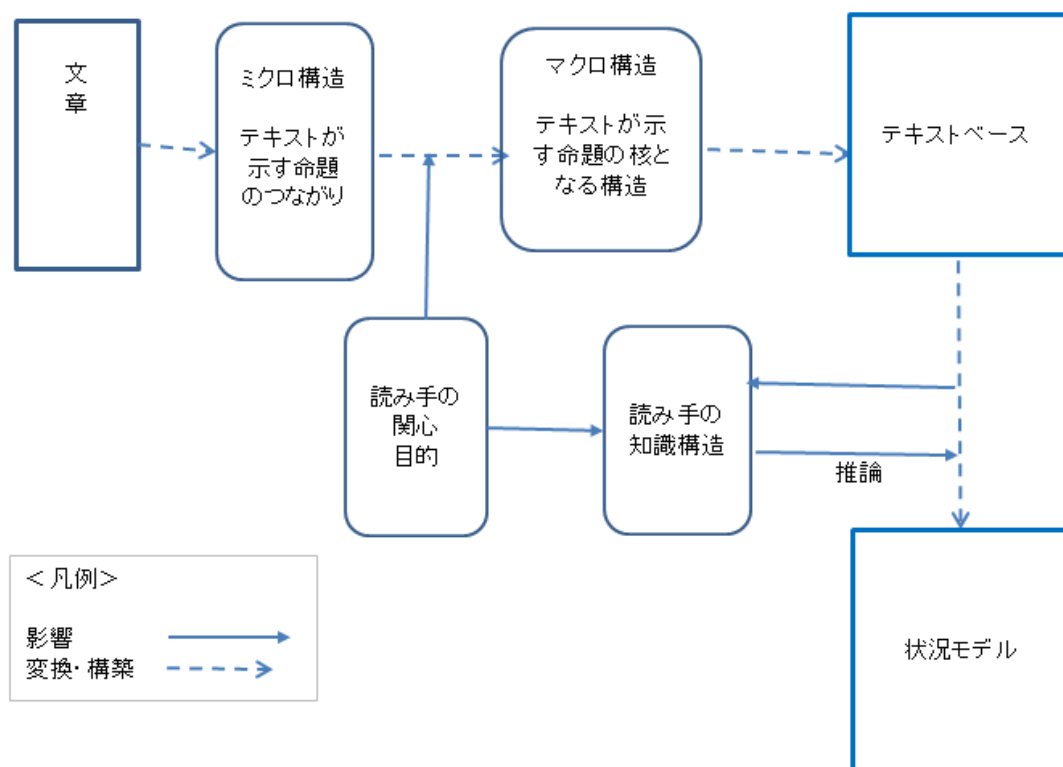 文
章
ミクロ構造
テキストが
示す命題
のつながり
マクロ構造
テキストが示
す命題の核と
なる構造
テキストベース
読み手の
関心
目的
読み手の
知識構造
推論
状況モデル
<凡例>
影響
変換・構築